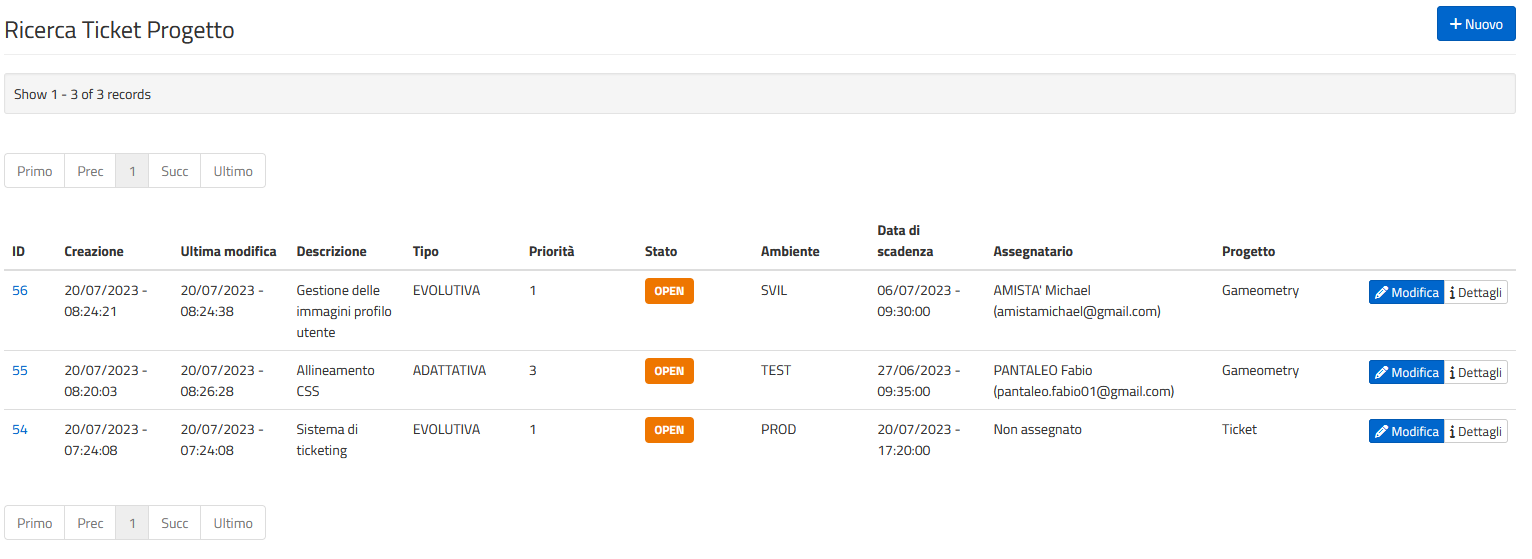 Ricerca Ticket Progetto
+ Nuovo
Show 1 - 3 of 3 records
Primo Prec 1 Succ Ultimo
ID Creazione Ultima modifica Descrizione Tipo Priorità Stato Ambiente Data di scadenza Assegnatario Progetto
56 20/07/2023 - 08:24:21 20/07/2023 - 08:24:38 Gestione delle immagini profilo utente EVOLUTIVA 1 OPEN SVIL 06/07/2023 - 09:30:00 AMISTA' Michael (amistamichael@gmail.com) Gameometry Modifica Dettagli
55 20/07/2023 - 08:20:03 20/07/2023 - 08:26:28 Allineamento CSS ADATTATIVA 3 OPEN TEST 27/06/2023 - 09:35:00 PANTALEO Fabio (pantaleo.fabio01@gmail.com) Gameometry Modifica Dettagli
54 20/07/2023 - 07:24:08 20/07/2023 - 07:24:08 Sistema di ticketing EVOLUTIVA 1 OPEN PROD 20/07/2023 - 17:20:00 Non assegnato Ticket Modifica Dettagli
Primo Prec 1 Succ Ultimo